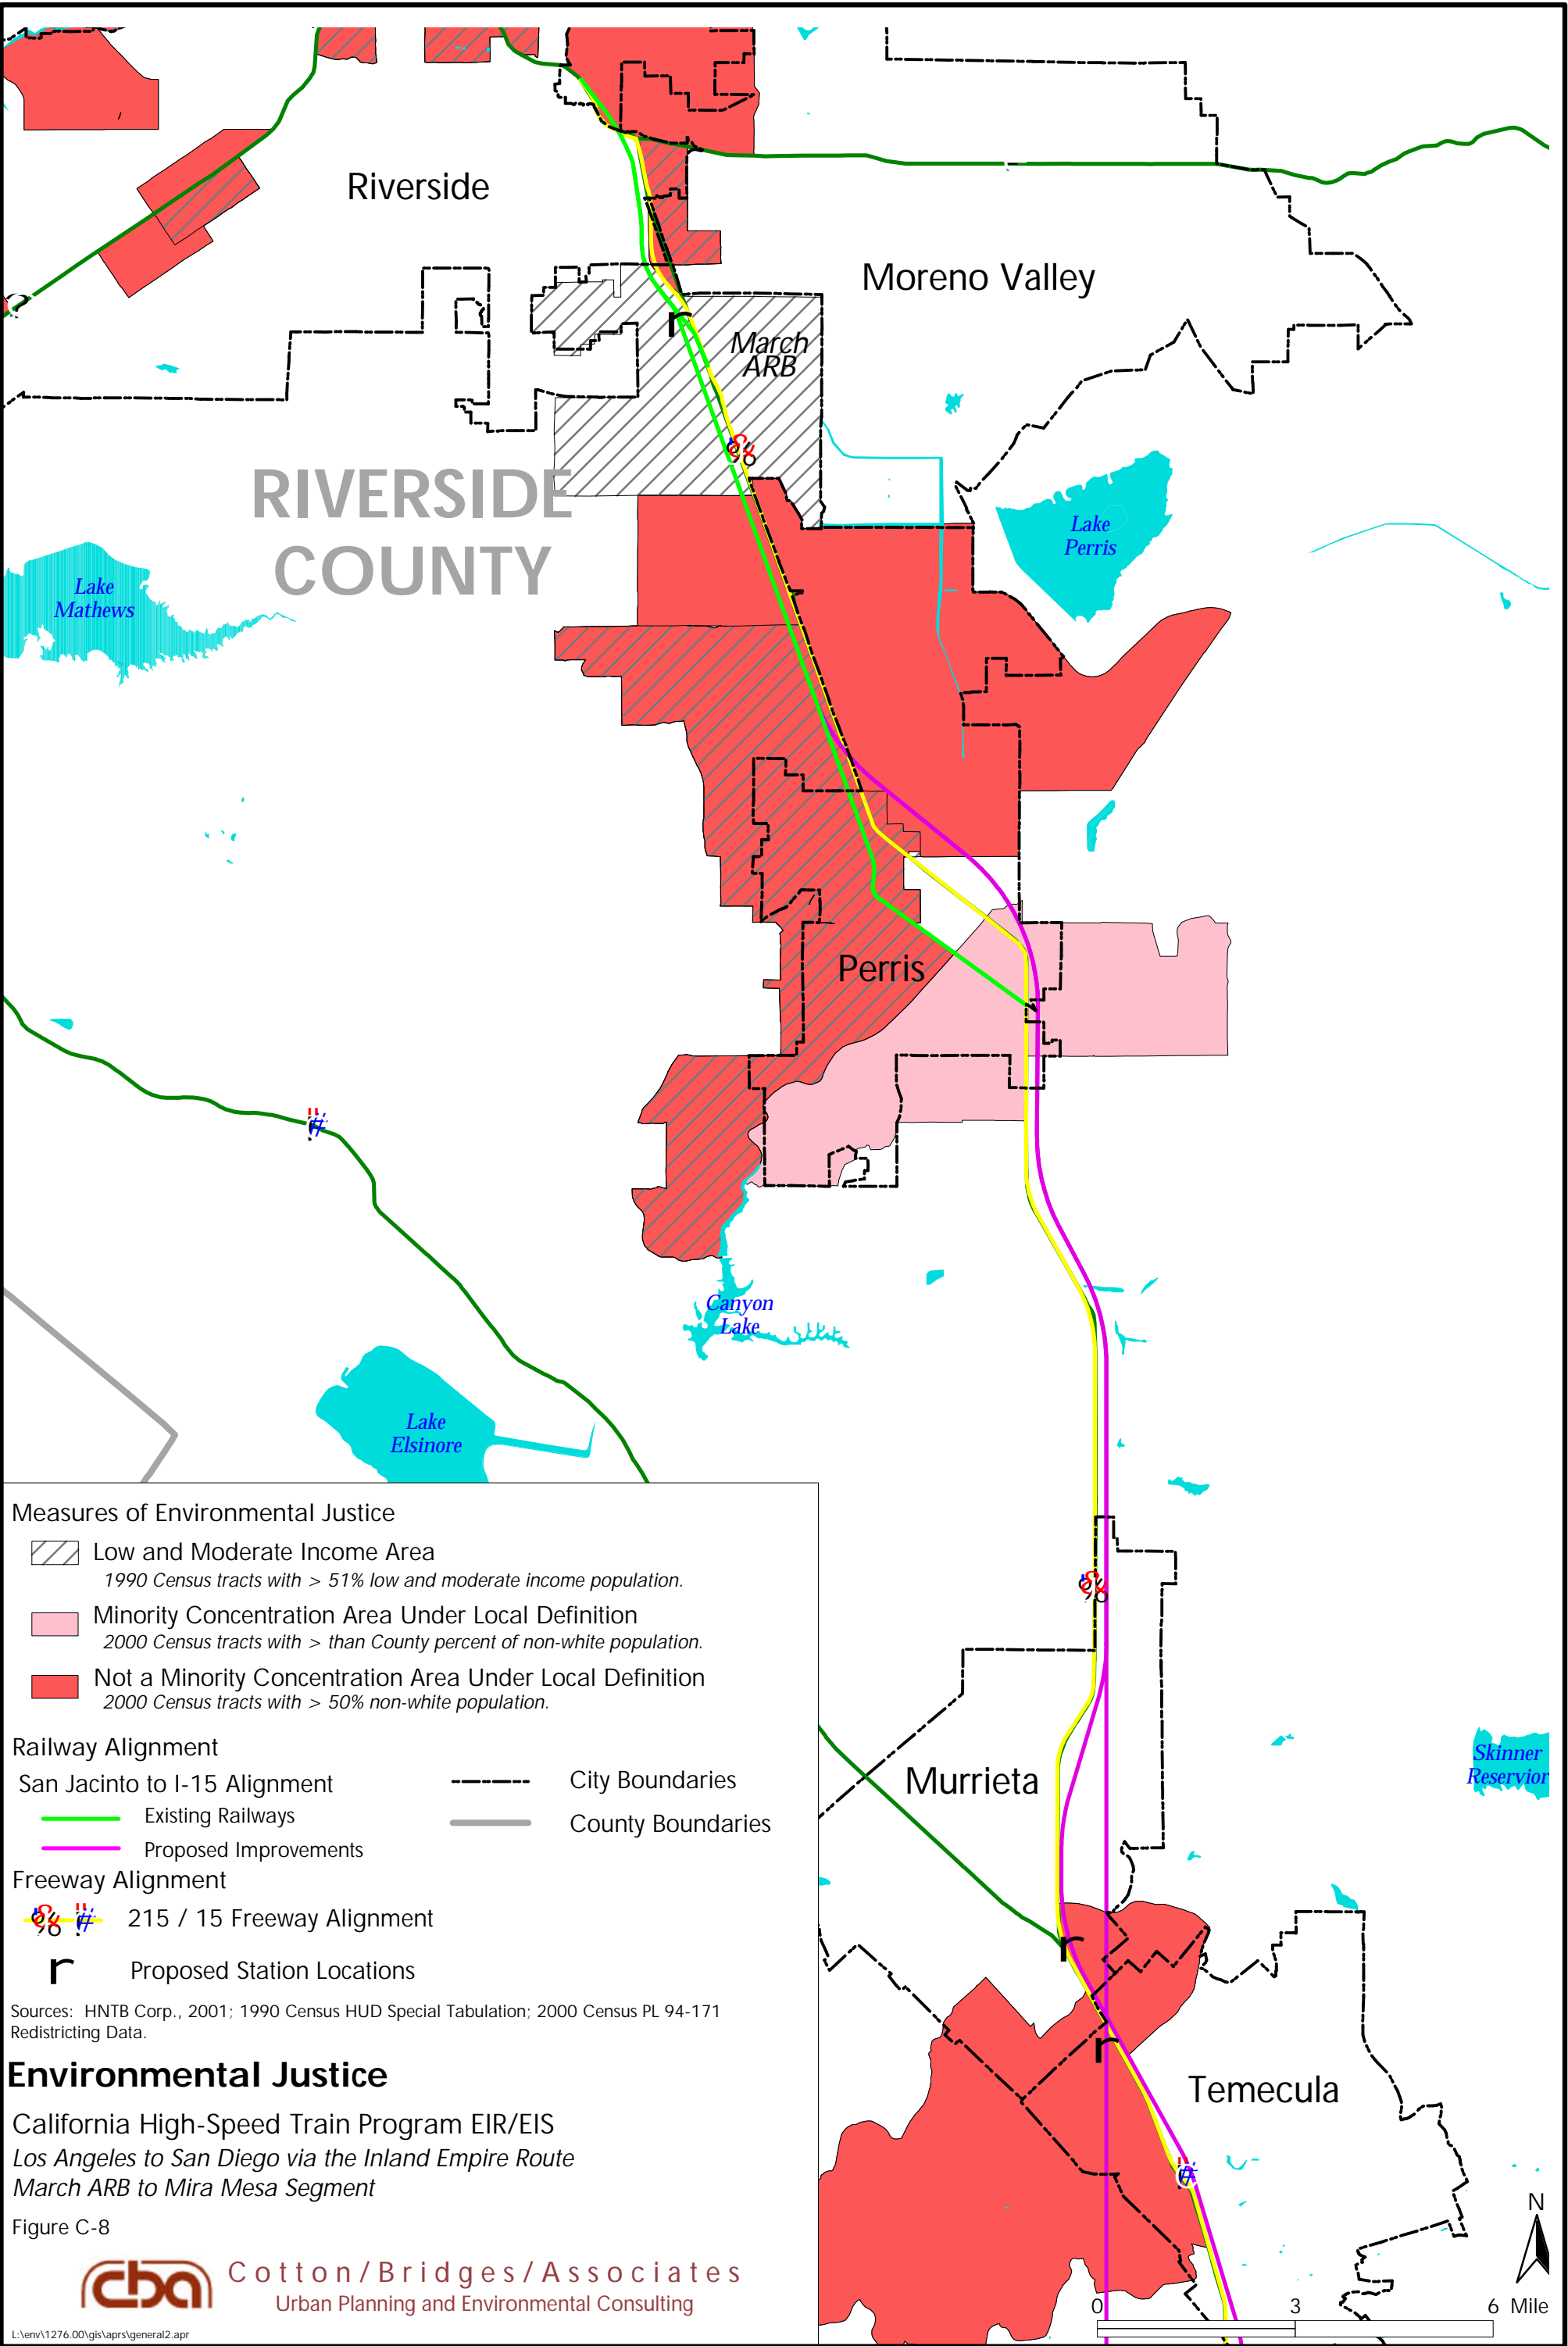 Riverside
Moreno Valley
March
ARB
RIVERSIDE
COUNTY
Lake
Perris
Lake
Mathews
Perris
Canyon
Lake
Lake
Elsinore
Measures of Environmental Justice
Low and Moderate Income Area
1990 Census tracts with > 51% low and moderate income population.
Minority Concentration Area Under Local Definition
2000 Census tracts with > than County percent of non-white population.
Not a Minority Concentration Area Under Local Definition
2000 Census tracts with > 50% non-white population.
Railway Alignment
San Jacinto to I-15 Alignment
Existing Railways
Proposed Improvements
City Boundaries
County Boundaries
Freeway Alignment
215 / 15 Freeway Alignment
r Proposed Station Locations
Sources: HNTB Corp., 2001; 1990 Census HUD Special Tabulation; 2000 Census PL 94-171
Redistricting Data.
Murrieta
Skinner
Reservior
r
r
r
Temecula
Environmental Justice
California High-Speed Train Program EIR/EIS
Los Angeles to San Diego via the Inland Empire Route
March ARB to Mira Mesa Segment
Figure C-8
cba
Cotton/Bridges/Associates
Urban Planning and Environmental Consulting
L:\env\1276.00\gis\aprs\general2.apr
N
0 3 6 Mile